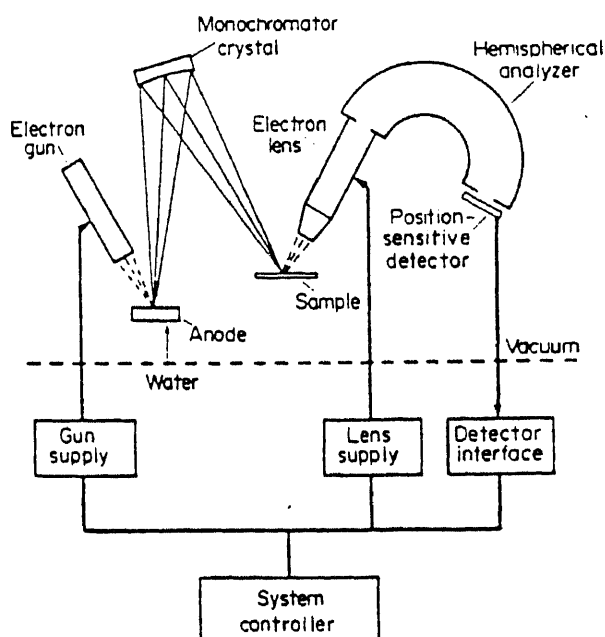 Monochromator
crystal
Hemispherical
analyzer
Electron
gun
Electron
lens
Position-
sensitive
detector
Sample
Anode
Vacuum
Water
Gun
supply
Lens
supply
Detector
interface
System
controller